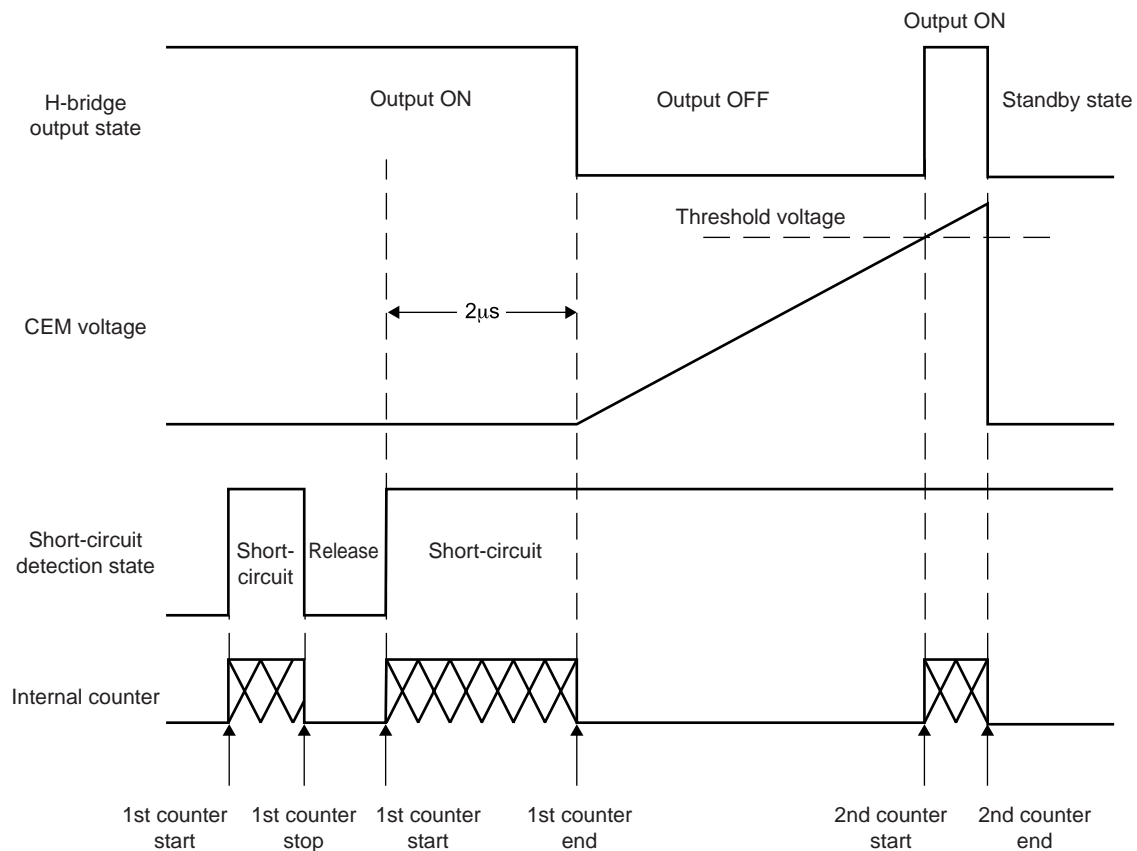 Output ON
H-bridge
output state
Output ON
Output OFF
Standby state
Threshold voltage
CEM voltage
2μs
Short-circuit
detection state
Short-
circuit
Release
Short-circuit
Internal counter
1st counter
start
1st counter
stop
1st counter
start
1st counter
end
2nd counter
start
2nd counter
end